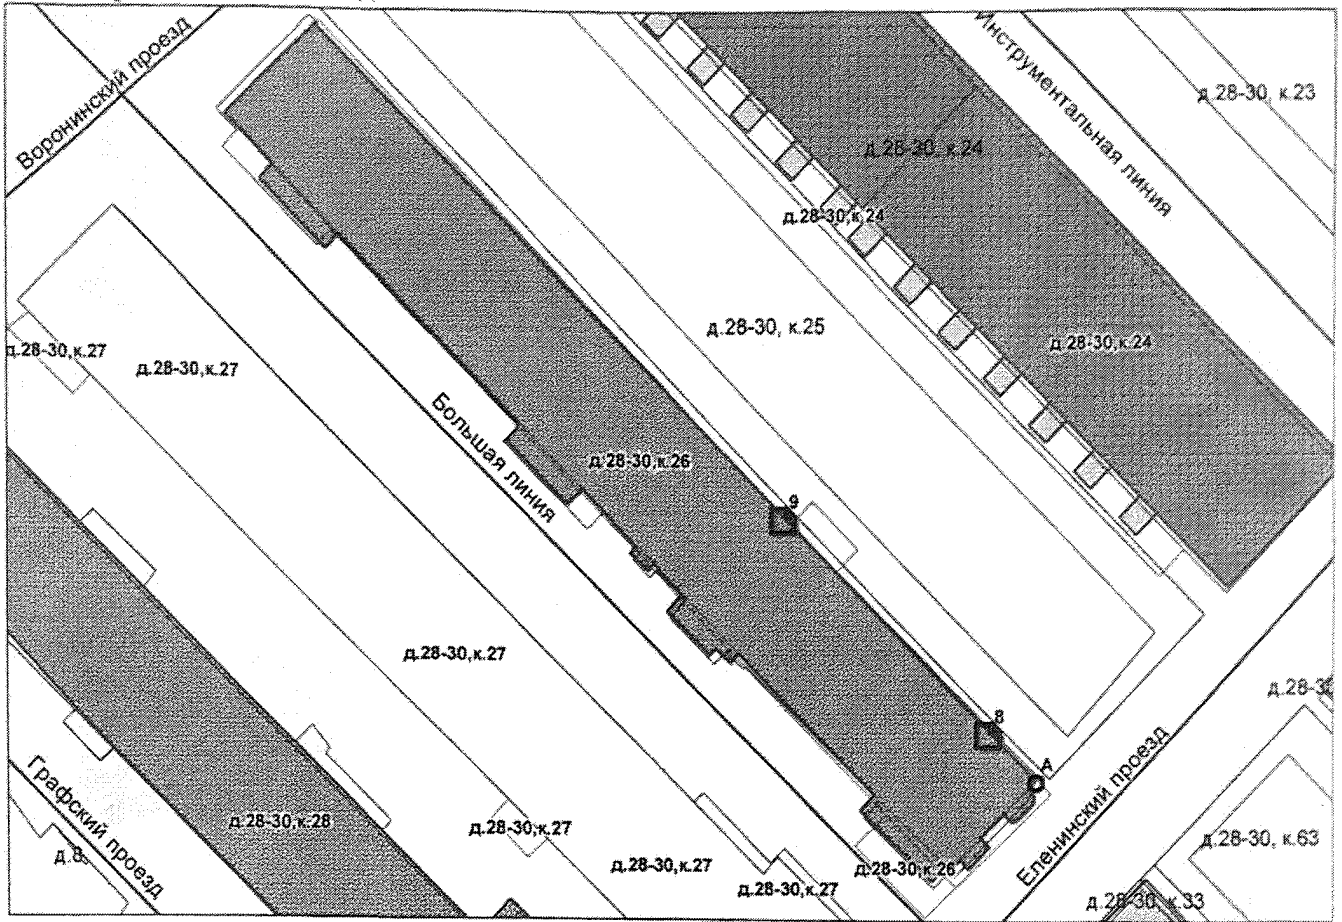 Воронинский проезд
Инструментальная линия
д.28-30, к.23
д.28-30, к.24
д.28-30,к.24
д.28-30, к.25
д.28-30,к.24
д.28-30,к.27
д.28-30,к.27
Большая линия
д.28-30,к.26
9
д.28-30,к.27
8
А
Графский проезд
д.28-30,к.28
д.8,
д.28-30,к.27
д.28-30,к.27
д.28-30,к.27
д.28-30,к.26
Еленинский проезд
д.28-3
д.28-30, к.63
д.28-30, к.33